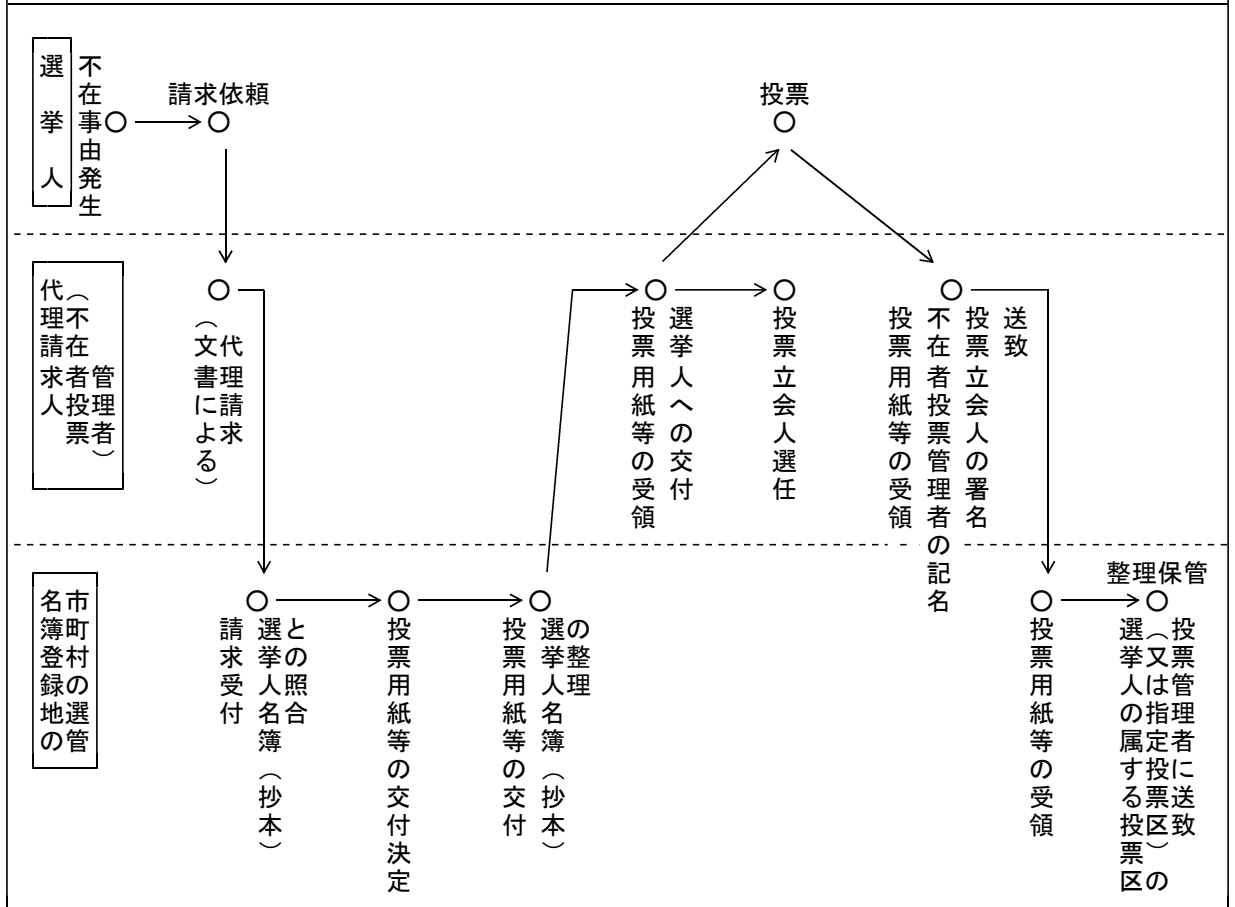 選挙人
不在事由発生
請求依頼
投票
代理請求人
（不在者投票
管理者）
代理請求
（文書による）
投票用紙等の受領
選挙人への交付
投票立会人選任
投票用紙等の受領
不在者投票管理者の記名
投票立会人の署名
送致
名簿登録地の
市町村の選管
請求受付
選挙人名簿（抄本）
との照合
投票用紙等の交付決定
投票用紙等の交付
選挙人名簿（抄本）
の整理
投票用紙等の受領
整理保管
選挙人の属する投票区
（又は指定投票区）の
投票管理者に送致